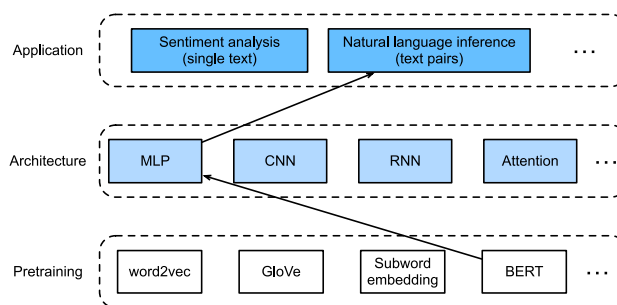 Application
Sentiment analysis
(single text)
Natural language inference
(text pairs)
...
Architecture
MLP
CNN
RNN
Attention
...
Pretraining
word2vec
GloVe
Subword
embedding
BERT
...